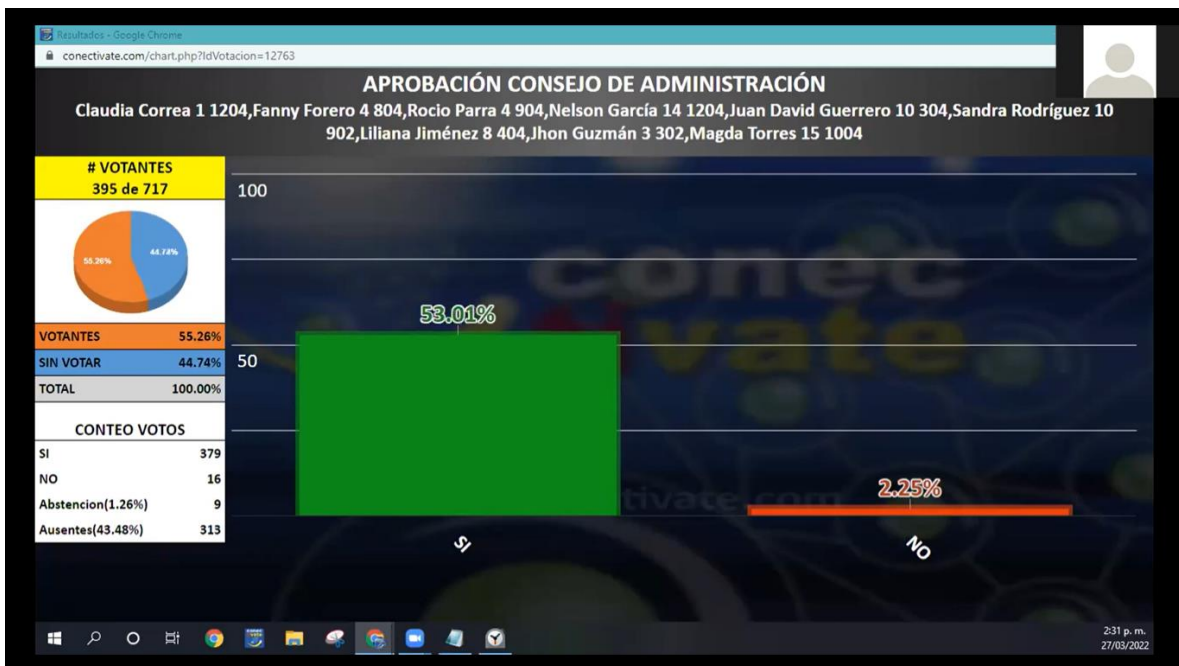 Resultados - Google Chrome
conectivate.com/chart.php?IdVotacion=12763
APROBACIÓN CONSEJO DE ADMINISTRACIÓN
Claudia Correa 1 1204,Fanny Forero 4 804,Rocio Parra 4 904,Nelson García 14 1204,Juan David Guerrero 10 304,Sandra Rodríguez 10
902,Liliana Jiménez 8 404,Jhon Guzmán 3 302,Magda Torres 15 1004
# VOTANTES
395 de 717
55.26%
44.74%
VOTANTES 55.26%
SIN VOTAR 44.74%
TOTAL 100.00%
CONTEO VOTOS
SI 379
NO 16
Abstencion(1.26%) 9
Ausentes(43.48%) 313
100
50
53.01%
2.25%
SI
NO
conec
vate
ctivate.com
2:31 p. m.
27/03/2022